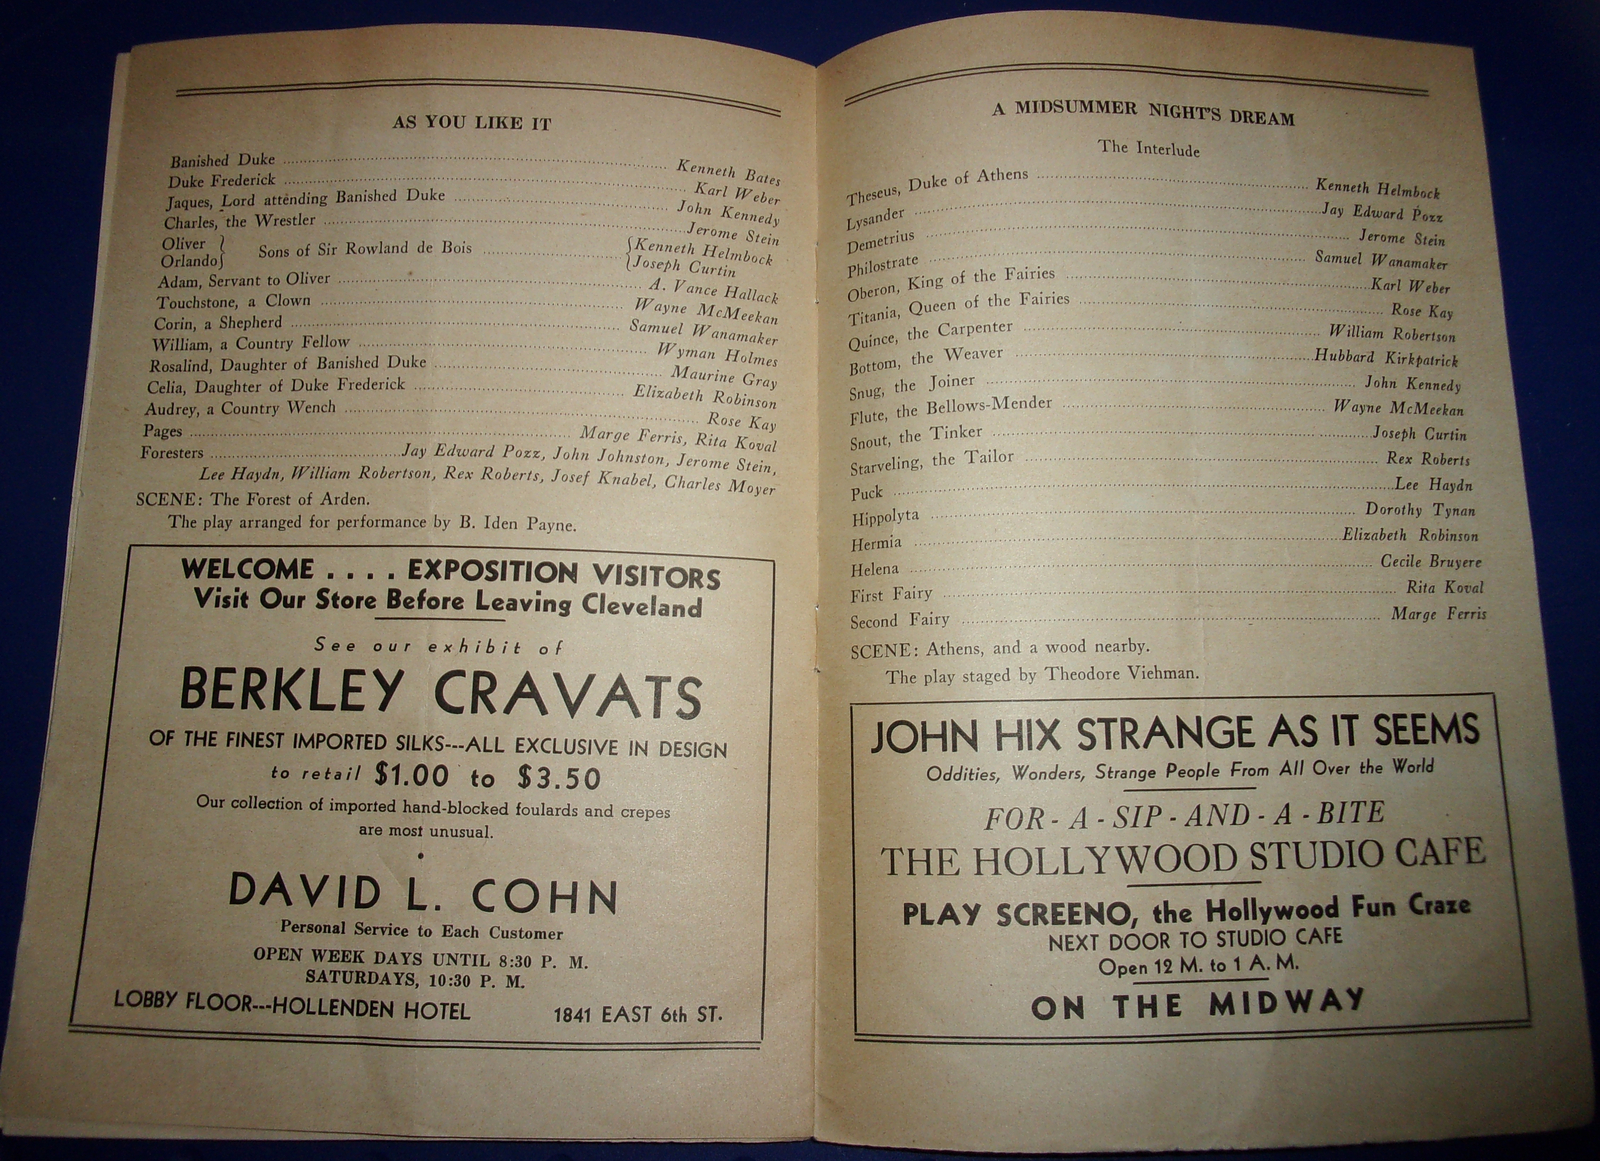 AS YOU LIKE IT
Banished Duke ........ Kenneth Bates
Duke Frederick ........ Karl Weber
Jaques, Lord attending Banished Duke ........ John Kennedy
Charles, the Wrestler ........ Jerome Stein
Oliver } Sons of Sir Rowland de Bois ........ {Kenneth Helmbock
Orlando} {Joseph Curtin
Adam, Servant to Oliver ........ A. Vance Hallack
Touchstone, a Clown ........ Wayne McMeekan
Corin, a Shepherd ........ Samuel Wanamaker
William, a Country Fellow ........ Wyman Holmes
Rosalind, Daughter of Banished Duke ........ Maurine Gray
Celia, Daughter of Duke Frederick ........ Elizabeth Robinson
Audrey, a Country Wench ........ Rose Kay
Pages ........ Marge Ferris, Rita Koval
Foresters ........ Jay Edward Pozz, John Johnston, Jerome Stein,
Lee Haydn, William Robertson, Rex Roberts, Josef Knabel, Charles Moyer
SCENE: The Forest of Arden.
The play arranged for performance by B. Iden Payne.
WELCOME . . . . EXPOSITION VISITORS
Visit Our Store Before Leaving Cleveland
See our exhibit of
BERKLEY CRAVATS
OF THE FINEST IMPORTED SILKS---ALL EXCLUSIVE IN DESIGN
to retail $1.00 to $3.50
Our collection of imported hand-blocked foulards and crepes
are most unusual.
DAVID L. COHN
Personal Service to Each Customer
OPEN WEEK DAYS UNTIL 8:30 P. M.
SATURDAYS, 10:30 P. M.
LOBBY FLOOR---HOLLENDEN HOTEL 1841 EAST 6th ST.
A MIDSUMMER NIGHT'S DREAM
The Interlude
Theseus, Duke of Athens ........ Kenneth Helmbock
Lysander ........ Jay Edward Pozz
Demetrius ........ Jerome Stein
Philostrate ........ Samuel Wanamaker
Oberon, King of the Fairies ........ Karl Weber
Titania, Queen of the Fairies ........ Rose Kay
Quince, the Carpenter ........ William Robertson
Bottom, the Weaver ........ Hubbard Kirkpatrick
Snug, the Joiner ........ John Kennedy
Flute, the Bellows-Mender ........ Wayne McMeekan
Snout, the Tinker ........ Joseph Curtin
Starveling, the Tailor ........ Rex Roberts
Puck ........ Lee Haydn
Hippolyta ........ Dorothy Tynan
Hermia ........ Elizabeth Robinson
Helena ........ Cecile Bruyere
First Fairy ........ Rita Koval
Second Fairy ........ Marge Ferris
SCENE: Athens, and a wood nearby.
The play staged by Theodore Viehman.
JOHN HIX STRANGE AS IT SEEMS
Oddities, Wonders, Strange People From All Over the World
FOR - A - SIP - AND - A - BITE
THE HOLLYWOOD STUDIO CAFE
PLAY SCREENO, the Hollywood Fun Craze
NEXT DOOR TO STUDIO CAFE
Open 12 M. to 1 A. M.
ON THE MIDWAY